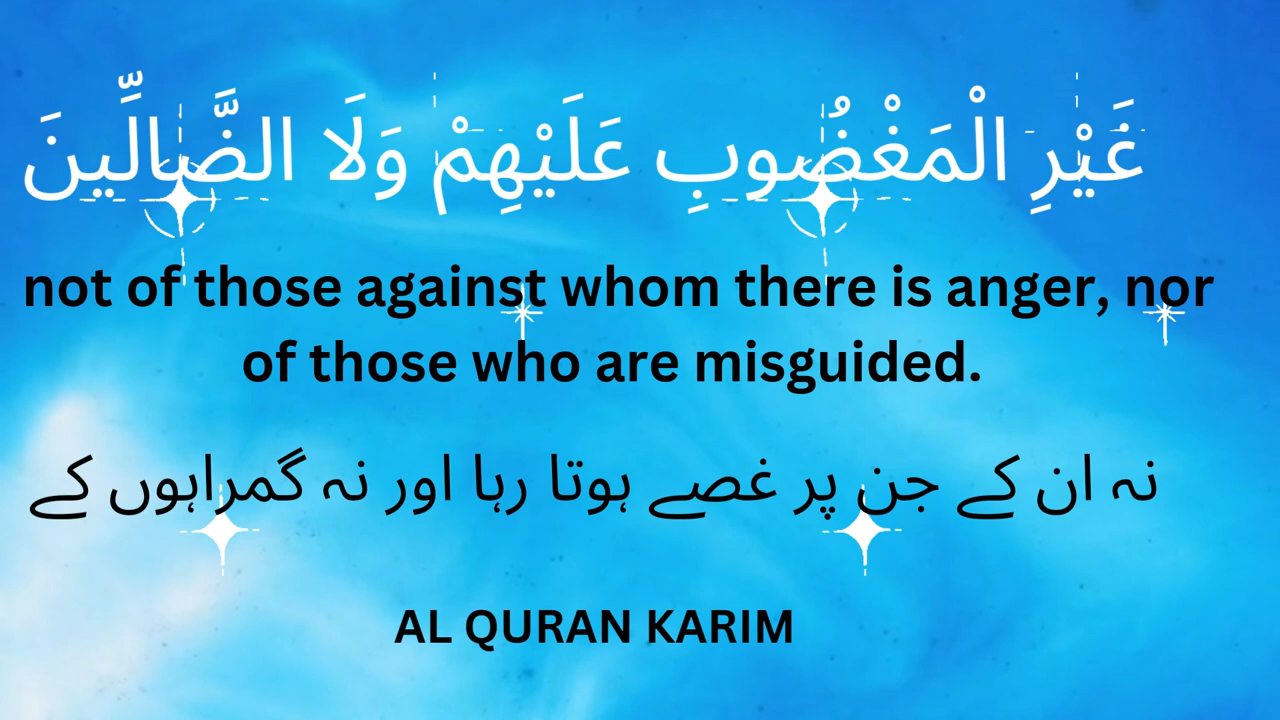 غَيْرِ الْمَغْضُوبِ عَلَيْهِمْ وَلَا الضَّالِّينَ
not of those against whom there is anger, nor
of those who are misguided.
نہ ان کے جن پر غصے ہوتا رہا اور نہ گمراہوں کے
AL QURAN KARIM